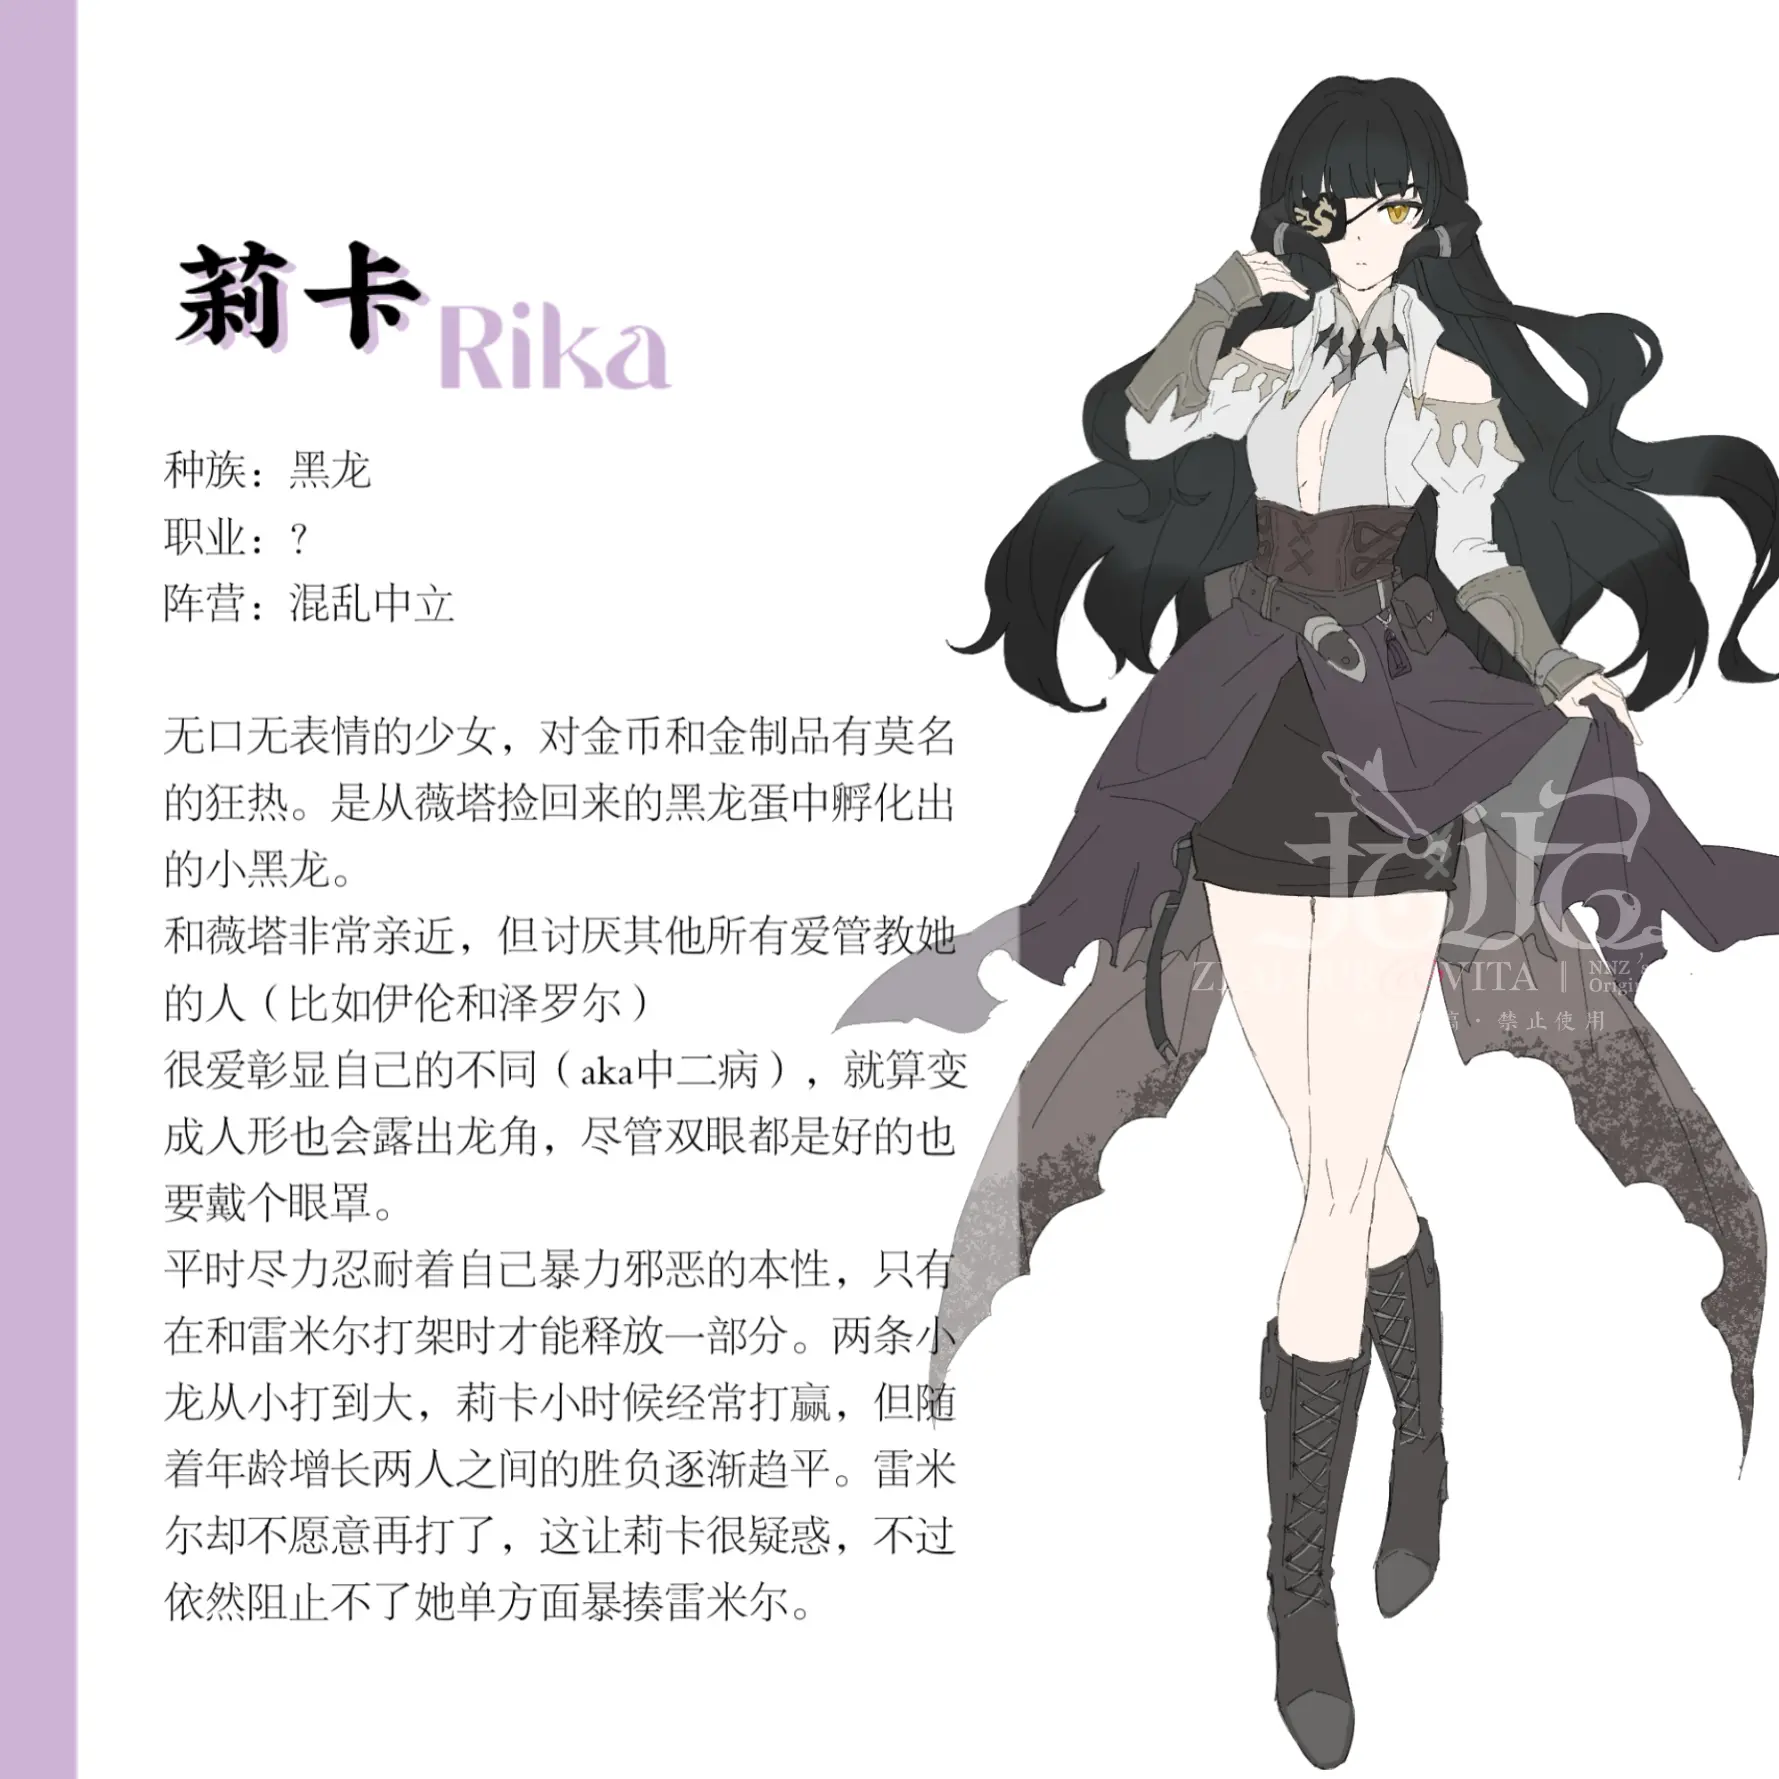 莉卡
Rika
种族：黑龙
职业：？
阵营：混乱中立
无口无表情的少女，对金币和金制品有莫名
的狂热。是从薇塔捡回来的黑龙蛋中孵化出
的小黑龙。
和薇塔非常亲近，但讨厌其他所有爱管教她
的人（比如伊伦和泽罗尔）
很爱彰显自己的不同（aka中二病），就算变
成人形也会露出龙角，尽管双眼都是好的也
要戴个眼罩。
平时尽力忍耐着自己暴力邪恶的本性，只有
在和雷米尔打架时才能释放一部分。两条小
龙从小打到大，莉卡小时候经常打赢，但随
着年龄增长两人之间的胜负逐渐趋平。雷米
尔却不愿意再打了，这让莉卡很疑惑，不过
依然阻止不了她单方面暴揍雷米尔。
VITA
NNZ's
禁止使用